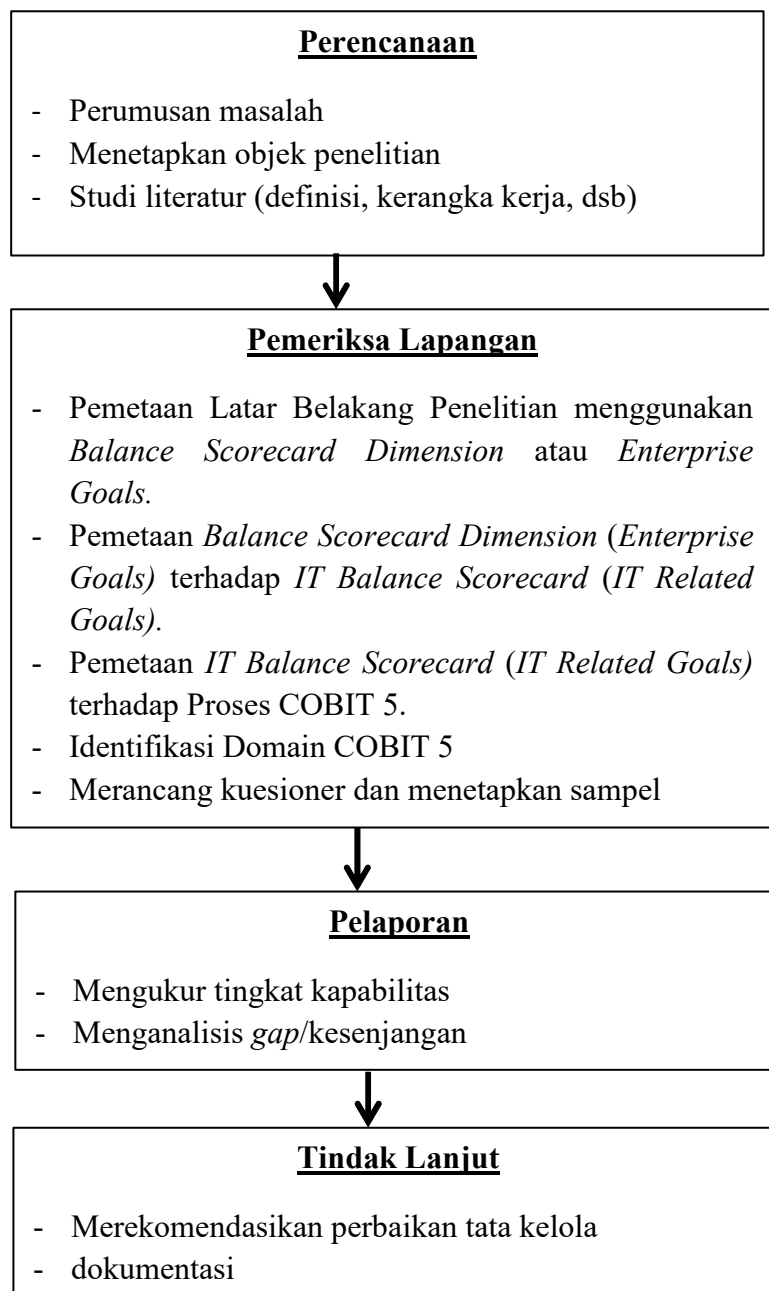 Perencanaan
- Perumusan masalah
- Menetapkan objek penelitian
- Studi literatur (definisi, kerangka kerja, dsb)
Pemeriksa Lapangan
- Pemetaan Latar Belakang Penelitian menggunakan
Balance Scorecard Dimension atau Enterprise
Goals.
- Pemetaan Balance Scorecard Dimension (Enterprise
Goals) terhadap IT Balance Scorecard (IT Related
Goals).
- Pemetaan IT Balance Scorecard (IT Related Goals)
terhadap Proses COBIT 5.
- Identifikasi Domain COBIT 5
- Merancang kuesioner dan menetapkan sampel
Pelaporan
- Mengukur tingkat kapabilitas
- Menganalisis gap/kesenjangan
Tindak Lanjut
- Merekomendasikan perbaikan tata kelola
- dokumentasi